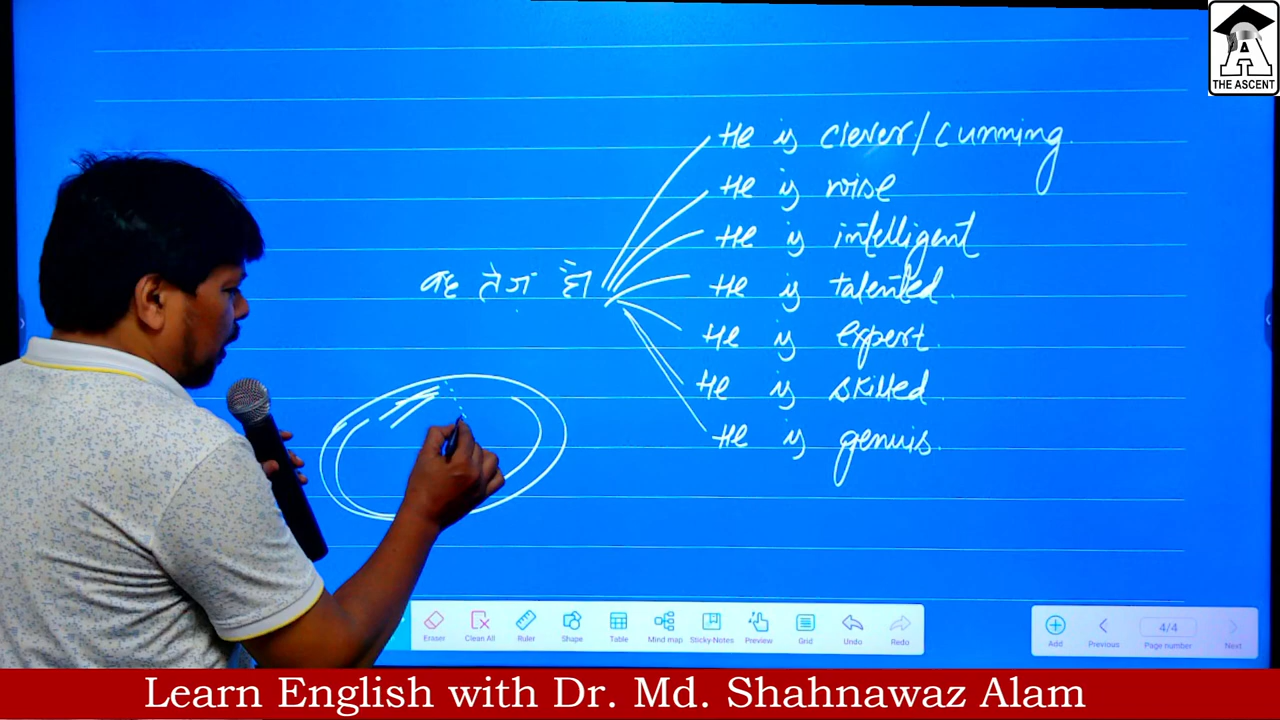 THE ASCENT
He is clever/cunning.
He is wise
He is intelligent
वह तेज है।
He is talented.
He is expert.
He is skilled.
He is genuis.
Eraser Clean All Ruler Shape Table Mind map Sticky-Notes Preview Grid Undo Redo
Add Previous 4/4 Page number Next
Learn English with Dr. Md. Shahnawaz Alam